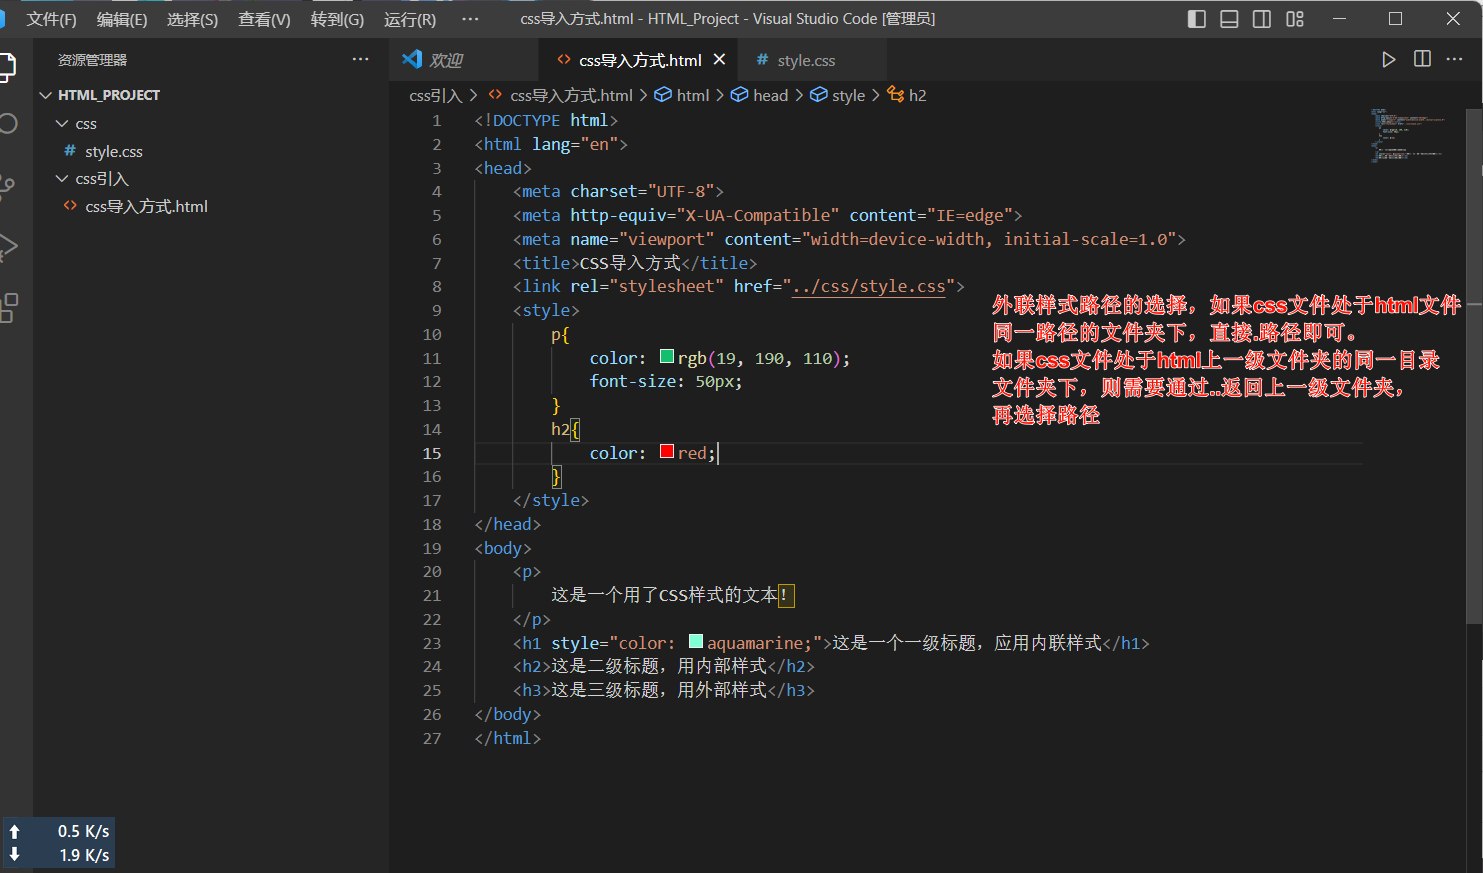 文件(F) 编辑(E) 选择(S) 查看(V) 转到(G) 运行(R) ··· css导入方式.html - HTML_Project - Visual Studio Code [管理员]
资源管理器 ···
欢迎 css导入方式.html style.css
HTML_PROJECT
css
# style.css
css引入
css导入方式.html
css引入 > css导入方式.html > html > head > style > h2
1 <!DOCTYPE html>
2 <html lang="en">
3 <head>
4 <meta charset="UTF-8">
5 <meta http-equiv="X-UA-Compatible" content="IE=edge">
6 <meta name="viewport" content="width=device-width, initial-scale=1.0">
7 <title>CSS导入方式</title>
8 <link rel="stylesheet" href="../css/style.css">
9 <style>
10 p{
11 color: rgb(19, 190, 110);
12 font-size: 50px;
13 }
14 h2{
15 color: red;
16 }
17 </style>
18 </head>
19 <body>
20 <p>
21 这是一个用了CSS样式的文本！
22 </p>
23 <h1 style="color: aquamarine;">这是一个一级标题，应用内联样式</h1>
24 <h2>这是二级标题，用内部样式</h2>
25 <h3>这是三级标题，用外部样式</h3>
26 </body>
27 </html>
外联样式路径的选择，如果css文件处于html文件
同一路径的文件夹下，直接.路径即可。
如果css文件处于html上一级文件夹的同一目录
文件夹下，则需要通过..返回上一级文件夹，
再选择路径
0.5 K/s
1.9 K/s